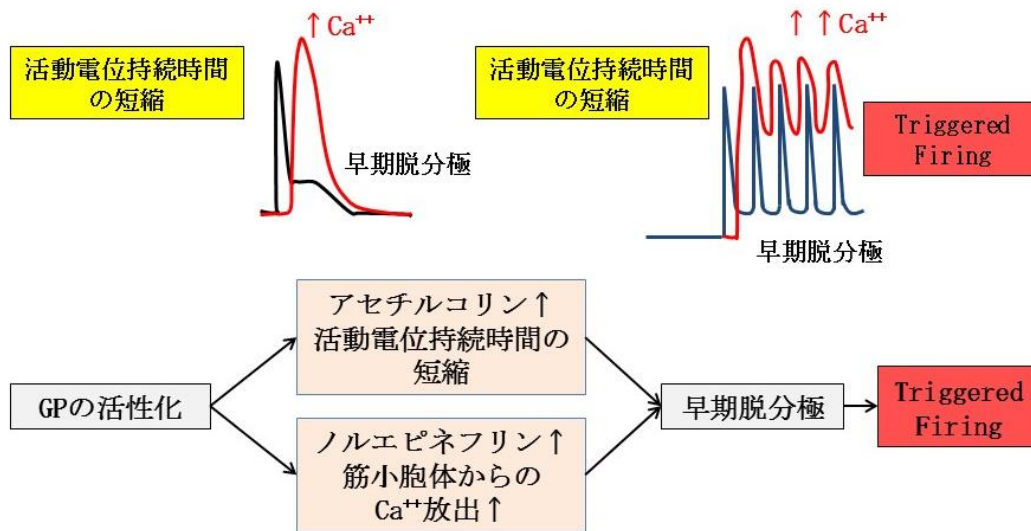 ↑ Ca⁺⁺
活動電位持続時間
の短縮
早期脱分極
↑ ↑ Ca⁺⁺
活動電位持続時間
の短縮
Triggered
Firing
早期脱分極
アセチルコリン↑
活動電位持続時間の
短縮
GPの活性化
ノルエピネフリン↑
筋小胞体からの
Ca⁺⁺放出↑
早期脱分極
Triggered
Firing